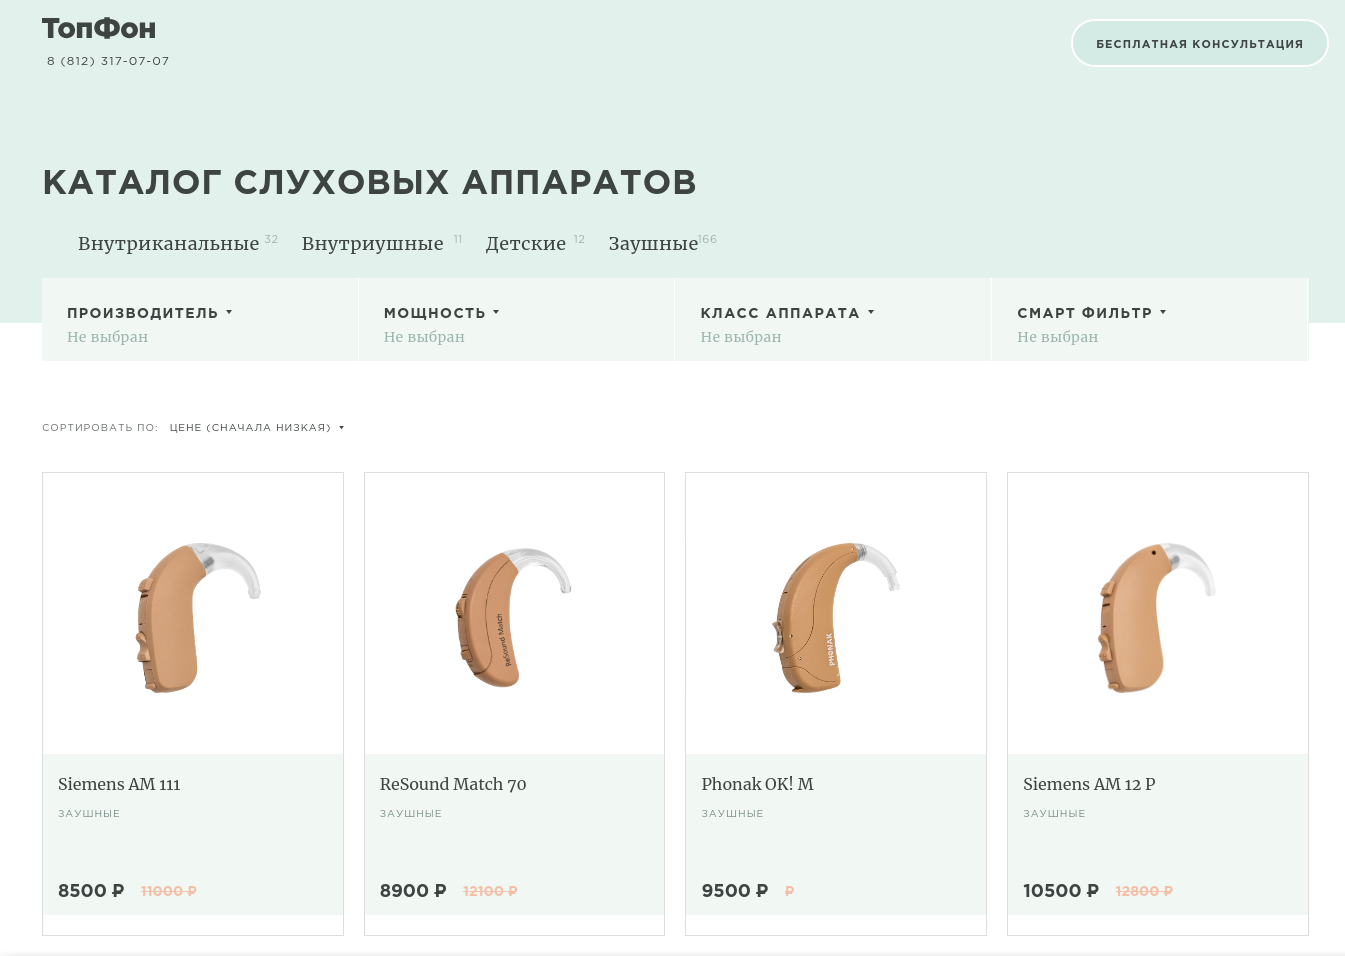 ТопФон
8 (812) 317-07-07
БЕСПЛАТНАЯ КОНСУЛЬТАЦИЯ
КАТАЛОГ СЛУХОВЫХ АППАРАТОВ
Внутриканальные 32 Внутриушные 11 Детские 12 Заушные 166
ПРОИЗВОДИТЕЛЬ МОЩНОСТЬ КЛАСС АППАРАТА СМАРТ ФИЛЬТР
Не выбран Не выбран Не выбран Не выбран
СОРТИРОВАТЬ ПО: ЦЕНЕ (СНАЧАЛА НИЗКАЯ)
ReSound Match
PHONAK
Siemens AM 111 ReSound Match 70 Phonak OK! M Siemens AM 12 P
ЗАУШНЫЕ ЗАУШНЫЕ ЗАУШНЫЕ ЗАУШНЫЕ
8500 ₽ 11000 ₽ 8900 ₽ 12100 ₽ 9500 ₽ ₽ 10500 ₽ 12800 ₽